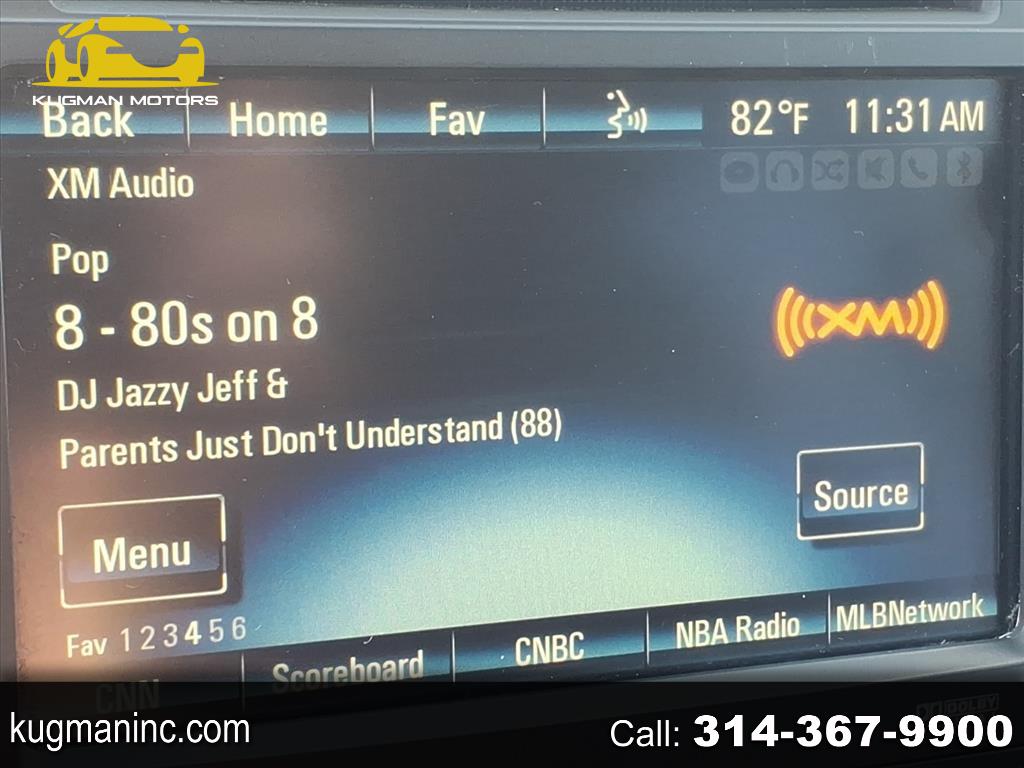 KUGMAN MOTORS
Back Home Fav 82°F 11:31 AM
XM Audio
Pop
8 - 80s on 8
XM
DJ Jazzy Jeff &
Parents Just Don't Understand (88)
Source
Menu
Fav 1 2 3 4 5 6
CNN Scoreboard CNBC NBA Radio MLBNetwork
DOLBY
kugmaninc.com
Call: 314-367-9900